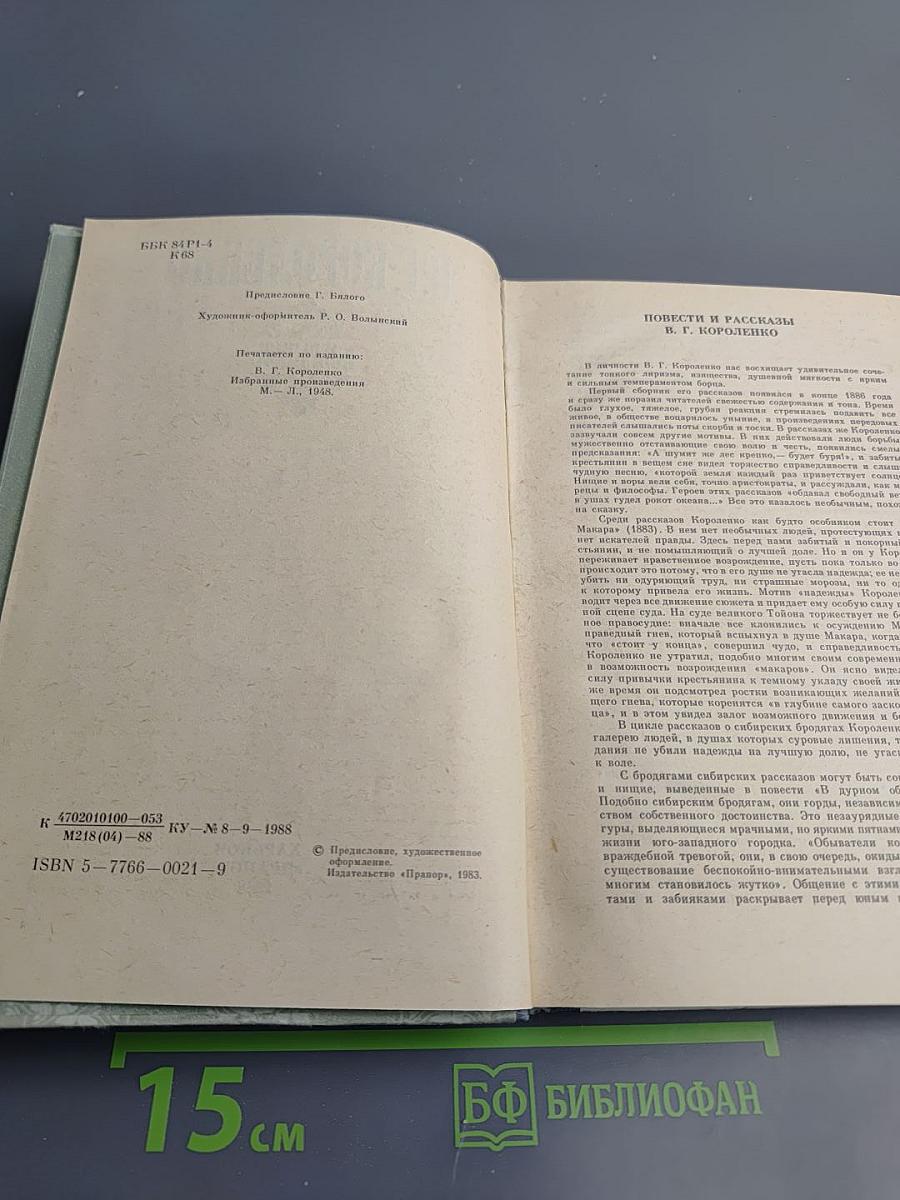 ББК 84Р1-4
К68
Предисловие Г. Бялого
Художник-оформитель Р. О. Волынский
Печатается по изданию:
В. Г. Короленко
Избранные произведения
М.— Л., 1948.
К 4702010100—053
М218(04)—88
КУ—№ 8—9—1988
ISBN 5—7766—0021—9
© Предисловие, художественное
оформление.
Издательство «Прапор», 1983.
ПОВЕСТИ И РАССКАЗЫ
В. Г. КОРОЛЕНКО
В личности В. Г. Короленко нас восхищает удивительное соче-
тание тонкого лиризма, изящества, душевной мягкости с ярким
и сильным темпераментом борца.
Первый сборник его рассказов появился в конце 1886 года
и сразу же поразил читателей свежестью содержания и тона. Время
было глухое, тяжелое, грубая реакция стремилась подавить все
живое, в обществе воцарилось уныние, в произведениях передовых
писателей слышались ноты скорби и тоски. В рассказах же Короленко
зазвучали совсем другие мотивы. В них действовали люди борьбы
мужественно отстаивающие свою волю и честь, появились смелы
предсказания: «А шумит же лес крепко,— будет буря!», и забиты
крестьянин в вещем сне видел торжество справедливости и слыш
чудную песню, «которой земля каждый раз приветствует солнц
Нищие и воры вели себя, точно аристократы, и рассуждали, как м
рецы и философы. Героев этих рассказов «обдавал свободный вет
в ушах гудел рокот океана...» Все это казалось необычным, похо
на сказку.
Среди рассказов Короленко как будто особняком стоит
Макара» (1883). В нем нет необычных людей, протестующих
нет искателей правды. Здесь перед нами забитый и покорный
стьянин, и не помышляющий о лучшей доле. Но и он у Кор
переживает нравственное возрождение, пусть пока только во
происходит это потому, что в его душе не угасла надежда; ее не
убить ни одуряющий труд, ни страшные морозы, ни то од
к которому привела его жизнь. Мотив «надежды» Королен
водит через все движение сюжета и придает ему особую силу в
ной сцене суда. На суде великого Тойона торжествует не бо
ное правосудие: вначале все клонились к осуждению М
праведный гнев, который вспыхнул в душе Макара, когда
что «стоит у конца», совершил чудо, и справедливость
Короленко не утратил, подобно многим своим современн
в возможность возрождения «макаров». Он ясно видел
силу привычки крестьянина к темному укладу своей жи
же время он подсмотрел ростки возникающих желаний
щего гнева, которые коренятся «в глубине самого заско
ца», и в этом увидел залог возможного движения и бо
В цикле рассказов о сибирских бродягах Короленк
галерею людей, в душах которых суровые лишения, т
дания не убили надежды на лучшую долю, не угас
к воле.
С бродягами сибирских рассказов могут быть со
и нищие, выведенные в повести «В дурном об
Подобно сибирским бродягам, они горды, независим
ством собственного достоинства. Это незаурядные
гуры, выделяющиеся мрачными, но яркими пятнами
жизни юго-западного городка. «Обыватели ко
враждебной тревогой, они, в свою очередь, окиды
существование беспокойно-внимательными взгл
многим становилось жутко». Общение с этими
тами и забияками раскрывает перед юным
15 см
БФ БИБЛИОФАН